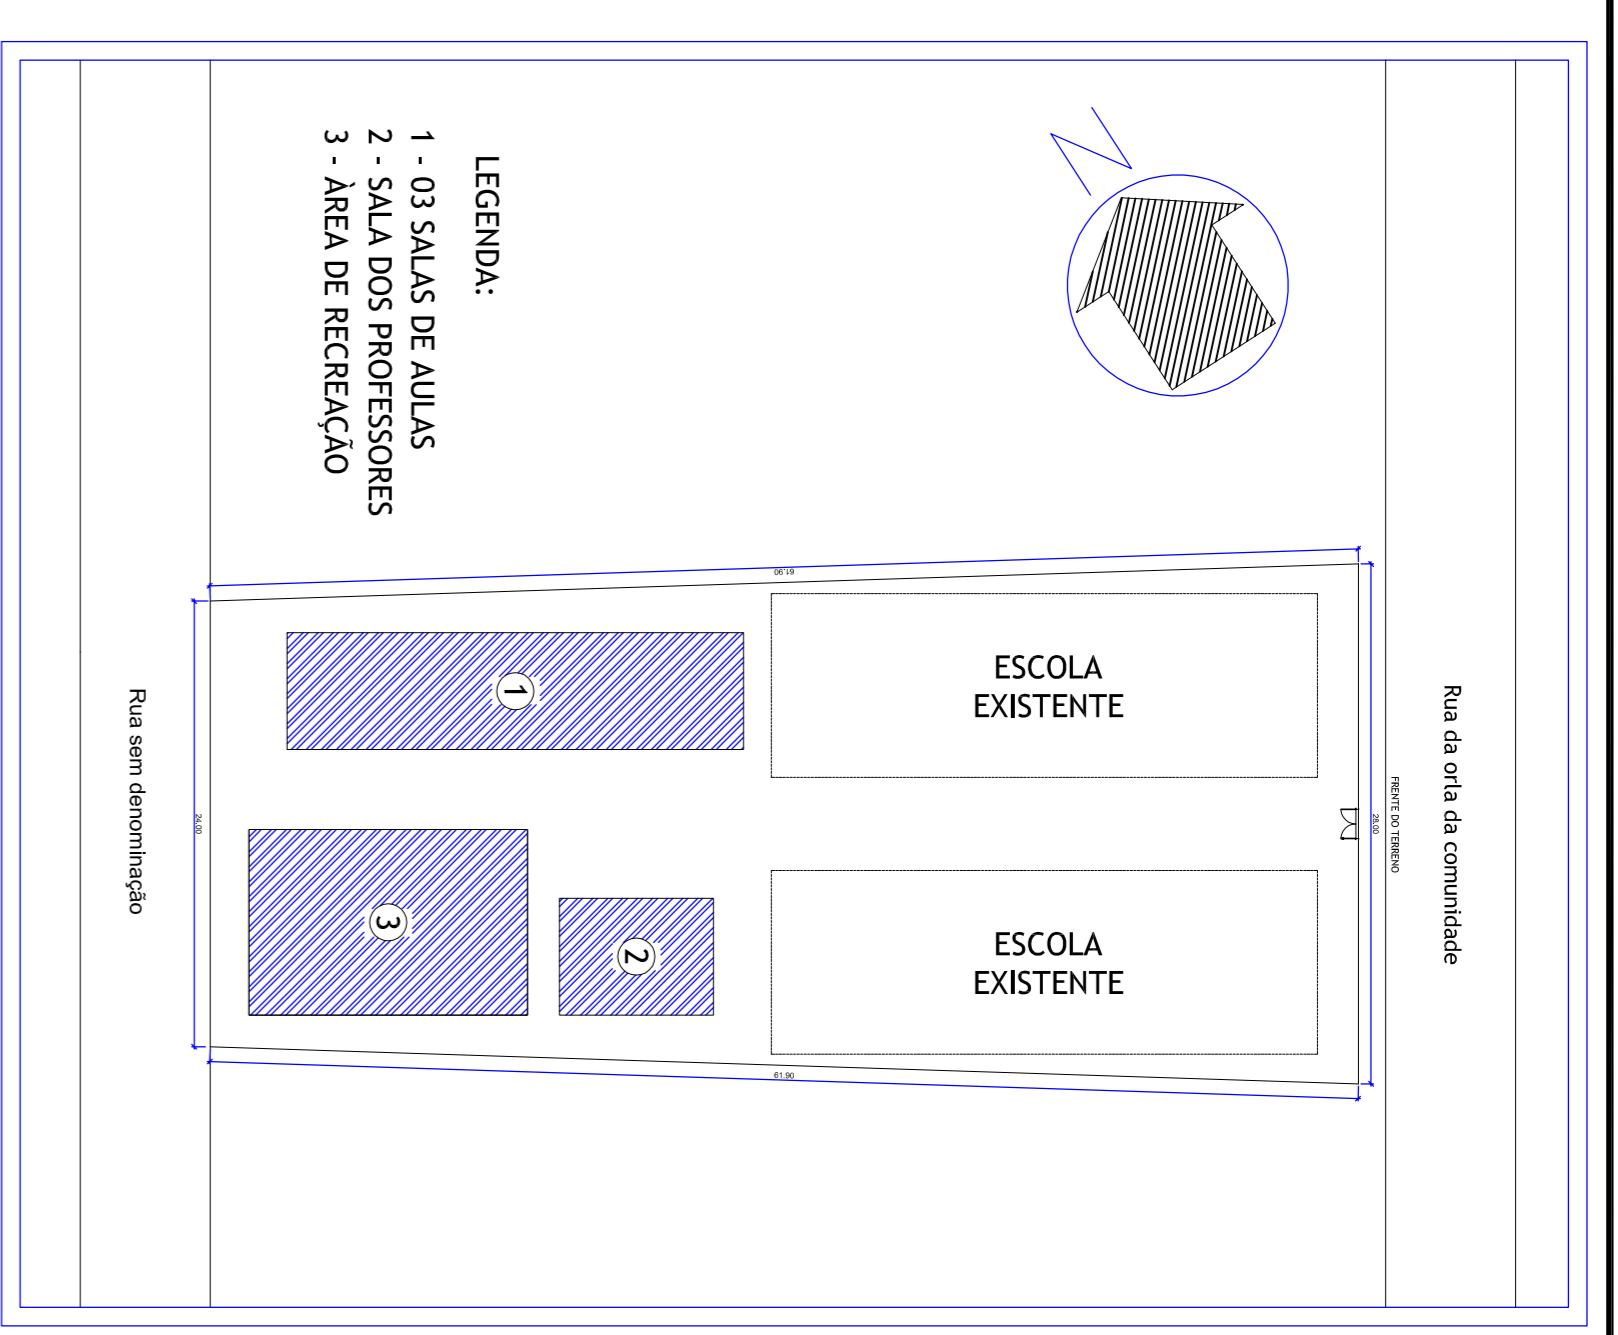 LEGENDA:
1 - 03 SALAS DE AULAS
2 - SALA DOS PROFESSORES
3 - ÀREA DE RECREAÇÃO
N
Rua da orla da comunidade
FRENTE DO TERRENO
28.00
61.90
ESCOLA
EXISTENTE
ESCOLA
EXISTENTE
1
2
3
61.90
24.00
Rua sem denominação